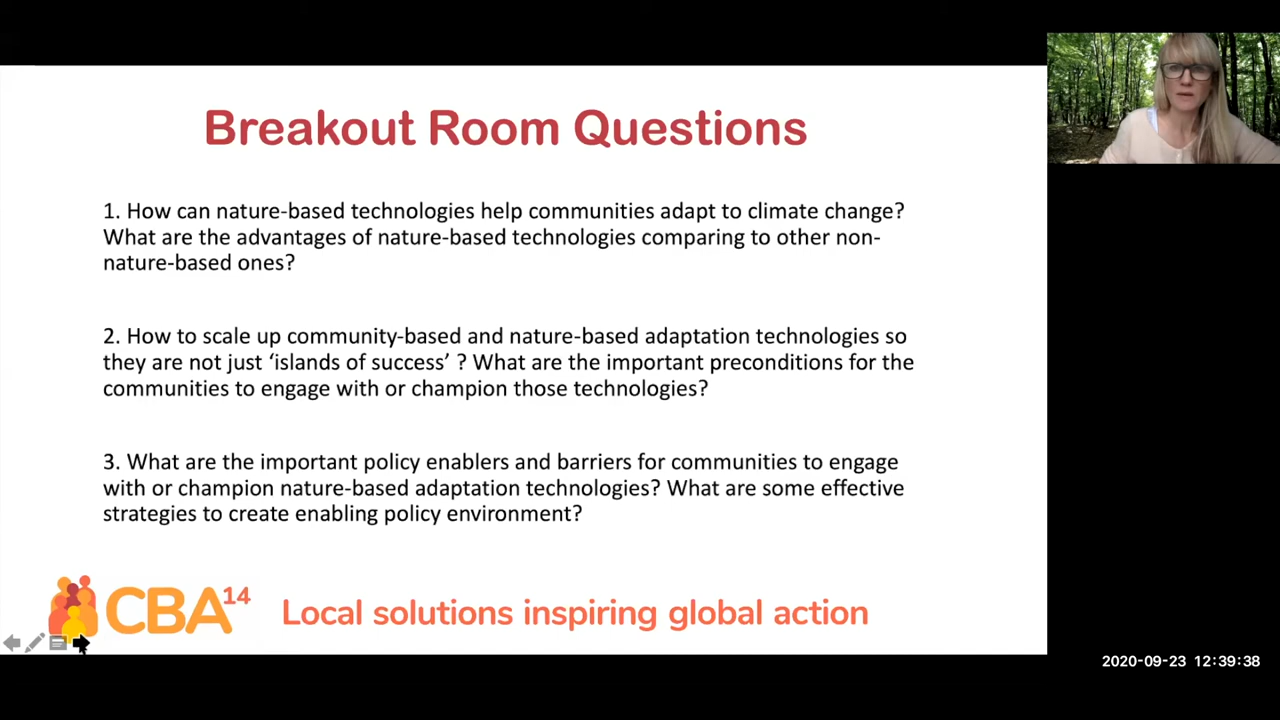 Breakout Room Questions
1. How can nature-based technologies help communities adapt to climate change?
What are the advantages of nature-based technologies comparing to other non-
nature-based ones?
2. How to scale up community-based and nature-based adaptation technologies so
they are not just ‘islands of success’ ? What are the important preconditions for the
communities to engage with or champion those technologies?
3. What are the important policy enablers and barriers for communities to engage
with or champion nature-based adaptation technologies? What are some effective
strategies to create enabling policy environment?
CBA14
Local solutions inspiring global action
2020-09-23 12:39:38